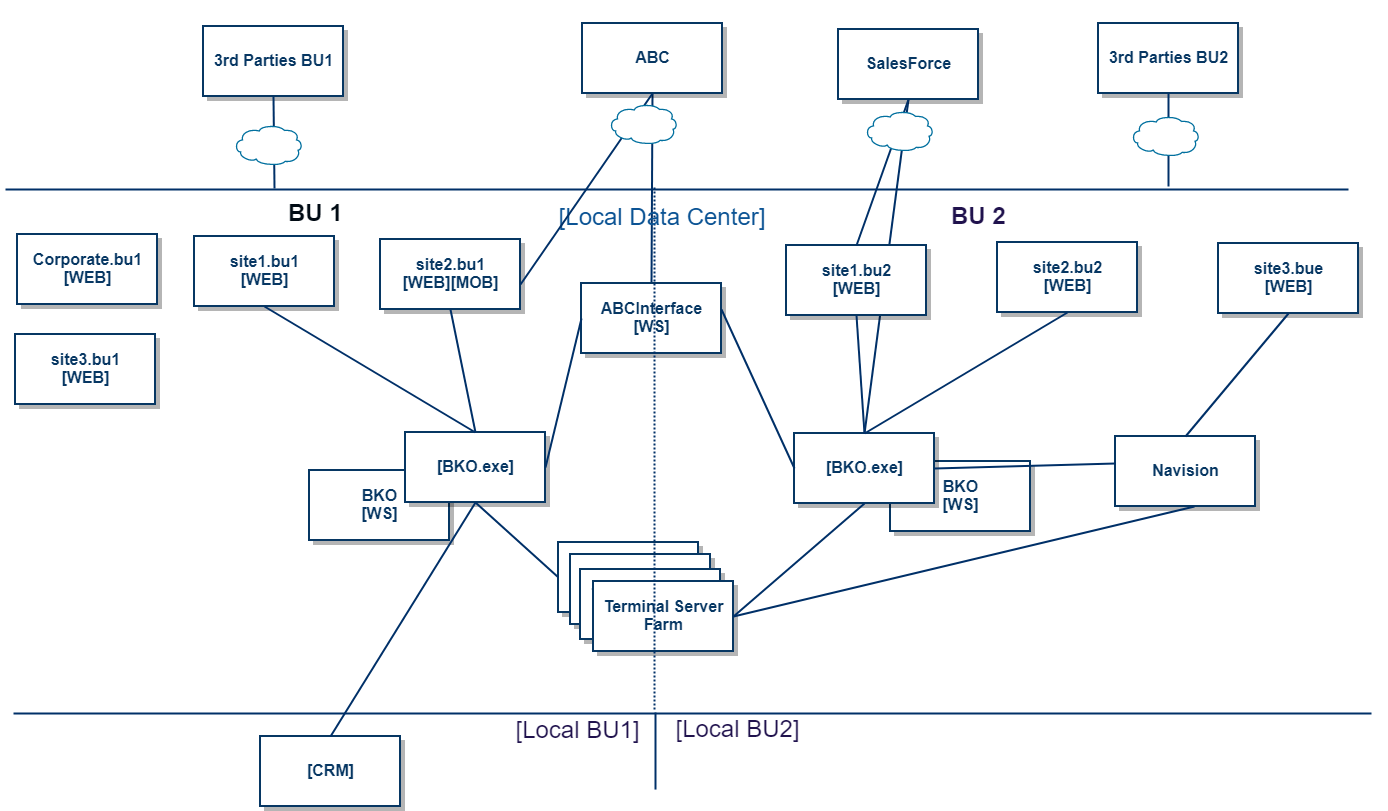 3rd Parties BU1
ABC
SalesForce
3rd Parties BU2
BU 1
[Local Data Center]
BU 2
Corporate.bu1
[WEB]
site1.bu1
[WEB]
site2.bu1
[WEB][MOB]
ABCInterface
[WS]
site1.bu2
[WEB]
site2.bu2
[WEB]
site3.bue
[WEB]
site3.bu1
[WEB]
[BKO.exe]
BKO
[WS]
[BKO.exe]
BKO
[WS]
Navision
Terminal Server
Farm
[Local BU1]
[Local BU2]
[CRM]